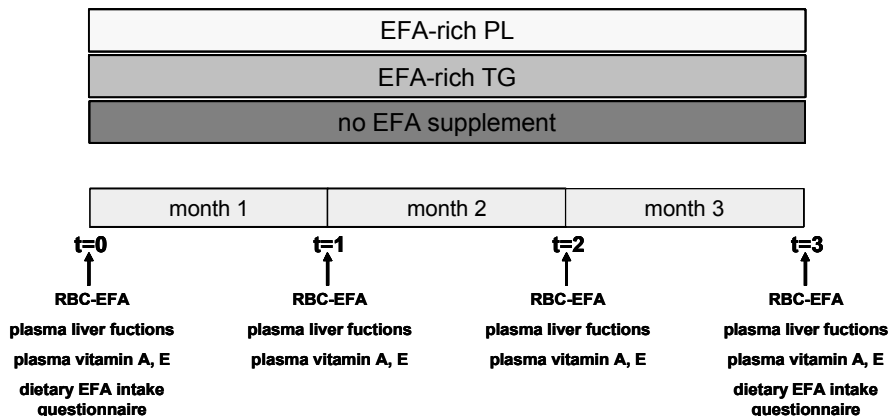 EFA-rich PL
EFA-rich TG
no EFA supplement
month 1 month 2 month 3
t=0 t=1 t=2 t=3
RBC-EFA RBC-EFA RBC-EFA RBC-EFA
plasma liver fuctions plasma liver fuctions plasma liver fuctions plasma liver fuctions
plasma vitamin A, E plasma vitamin A, E plasma vitamin A, E plasma vitamin A, E
dietary EFA intake dietary EFA intake
questionnaire questionnaire